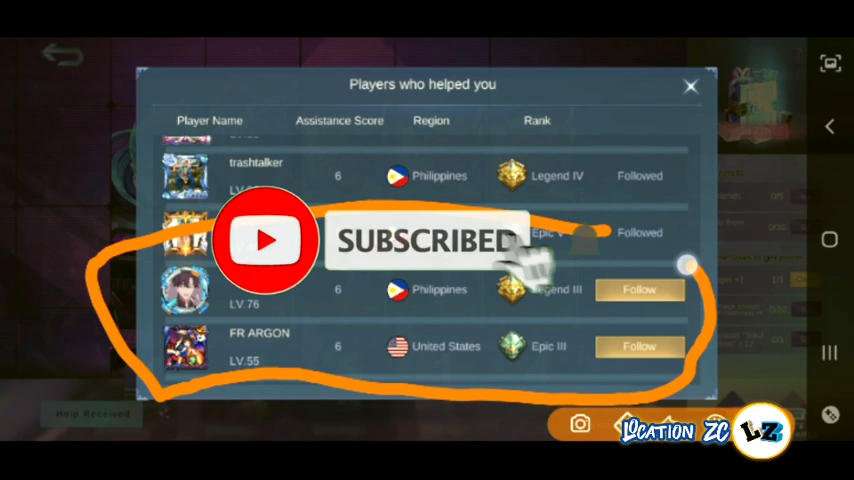 Players who helped you
Player Name Assistance Score Region Rank
trashtalker
6 Philippines Legend IV Followed
SUBSCRIBED
Epic V Followed
6 Philippines Legend III Follow
LV.76
FR ARGON
6 United States Epic III Follow
LV.55
Help Received
LOCATION ZC
LZ